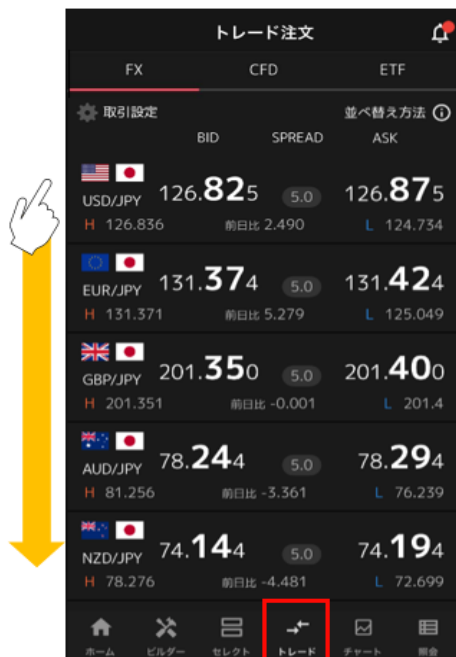 トレード注文
FX CFD ETF
取引設定 並べ替え方法
BID SPREAD ASK
USD/JPY 126.825 5.0 126.875
H 126.836 前日比 2.490 L 124.734
EUR/JPY 131.374 5.0 131.424
H 131.371 前日比 5.279 L 125.049
GBP/JPY 201.350 5.0 201.400
H 201.351 前日比 -0.001 L 201.4
AUD/JPY 78.244 5.0 78.294
H 81.256 前日比 -3.361 L 76.239
NZD/JPY 74.144 5.0 74.194
H 78.276 前日比 -4.481 L 72.699
ホーム ビルダー セレクト トレード チャート 照会